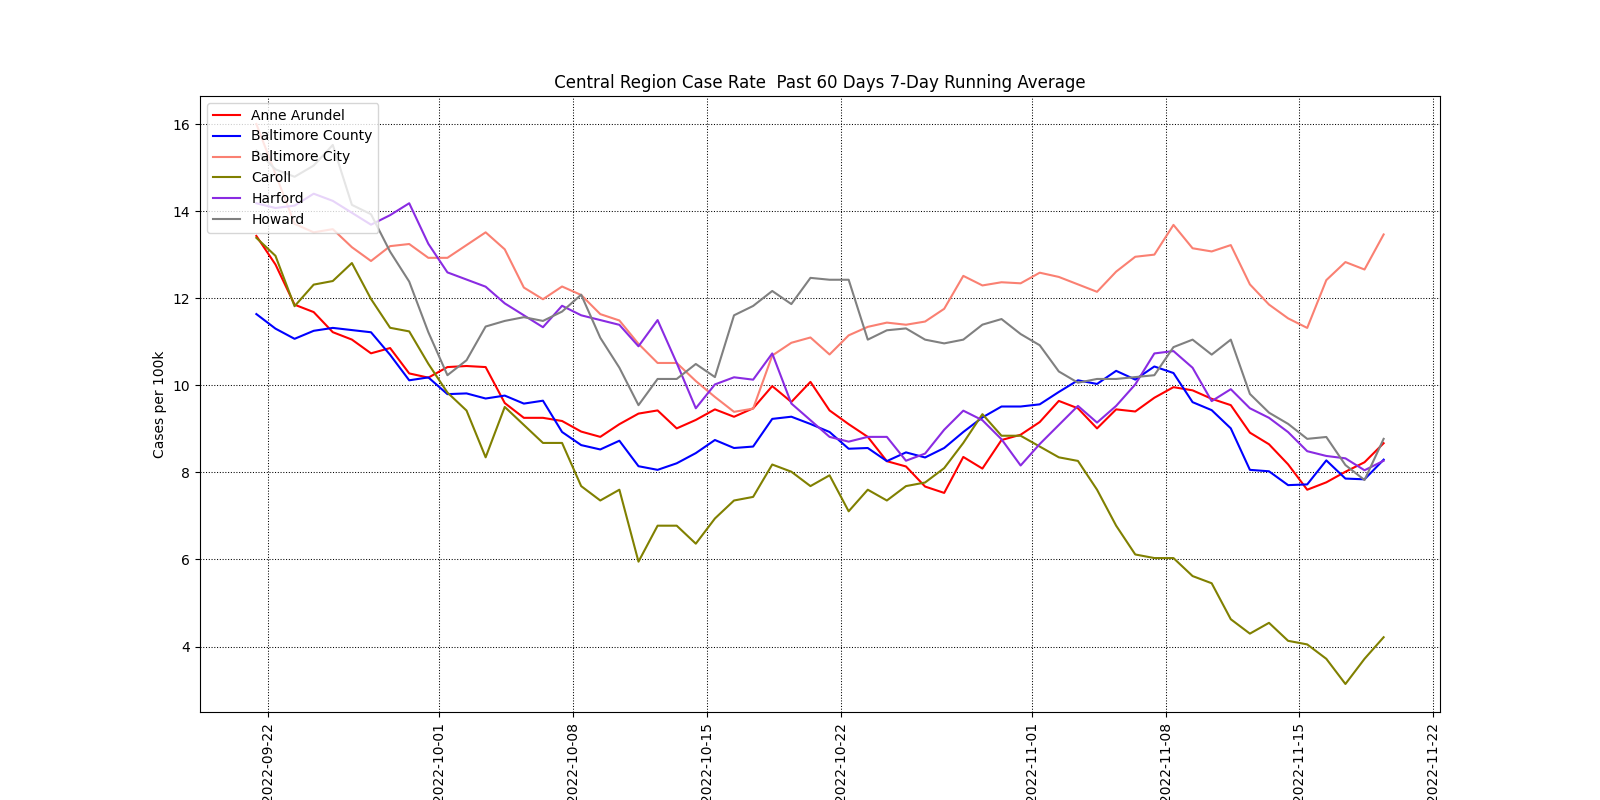 Central Region Case Rate  Past 60 Days 7-Day Running Average
Anne Arundel
Baltimore County
Baltimore City
Caroll
Harford
Howard
Cases per 100k
16
14
12
10
8
6
4
2022-09-22
2022-10-01
2022-10-08
2022-10-15
2022-10-22
2022-11-01
2022-11-08
2022-11-15
2022-11-22